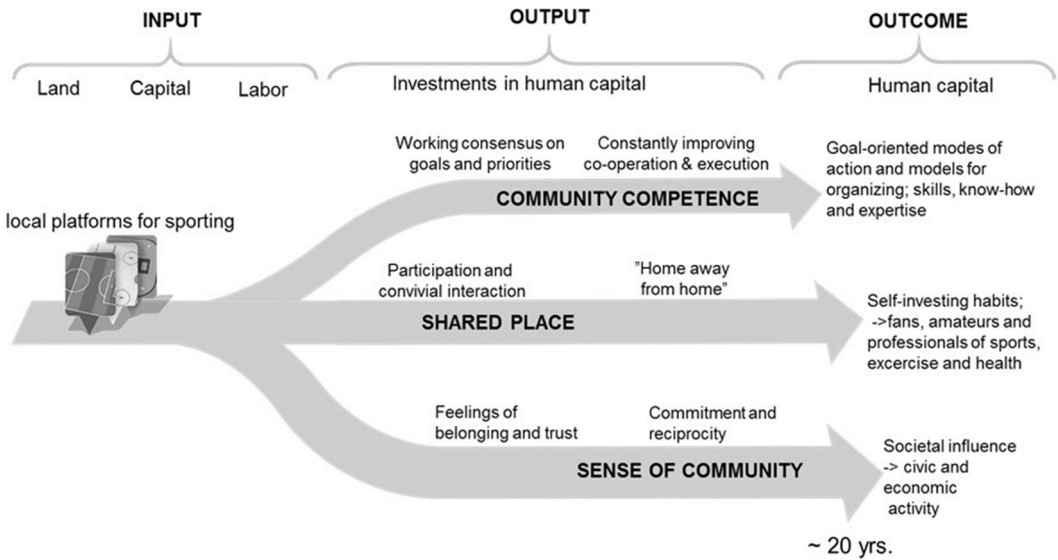 INPUT
OUTPUT
OUTCOME
Land
Capital
Labor
Investments in human capital
Human capital
Working consensus on
goals and priorities
Constantly improving
co-operation & execution
COMMUNITY COMPETENCE
Goal-oriented modes of
action and models for
organizing; skills, know-how
and expertise
local platforms for sporting
Participation and
convivial interaction
"Home away
from home"
SHARED PLACE
Self-investing habits;
->fans, amateurs and
professionals of sports,
excercise and health
Feelings of
belonging and trust
Commitment and
reciprocity
SENSE OF COMMUNITY
Societal influence
-> civic and
economic
activity
~ 20 yrs.